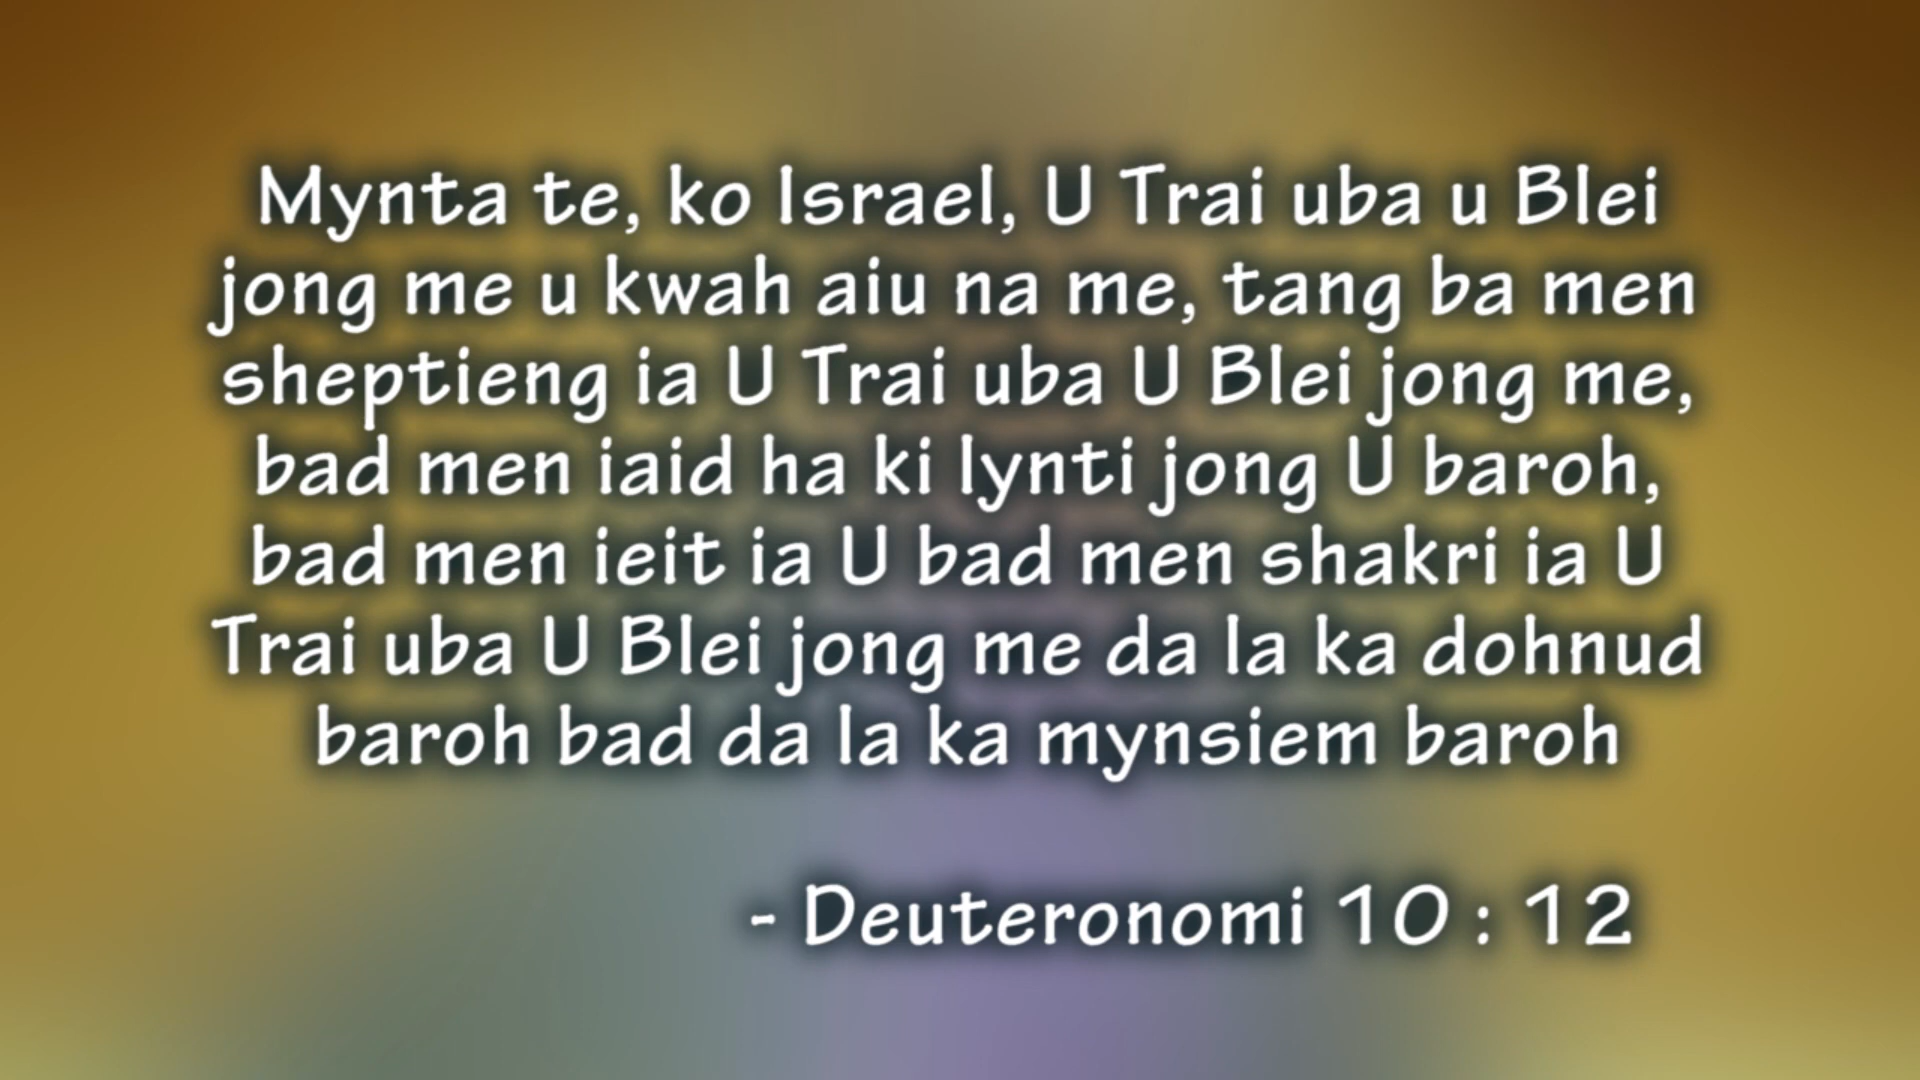 Mynta te, ko Israel, U Trai uba u Blei
jong me u kwah aiu na me, tang ba men
sheptieng ia U Trai uba U Blei jong me,
bad men iaid ha ki lynti jong U baroh,
bad men ieit ia U bad men shakri ia U
Trai uba U Blei jong me da la ka dohnud
baroh bad da la ka mynsiem baroh
- Deuteronomi 10 : 12